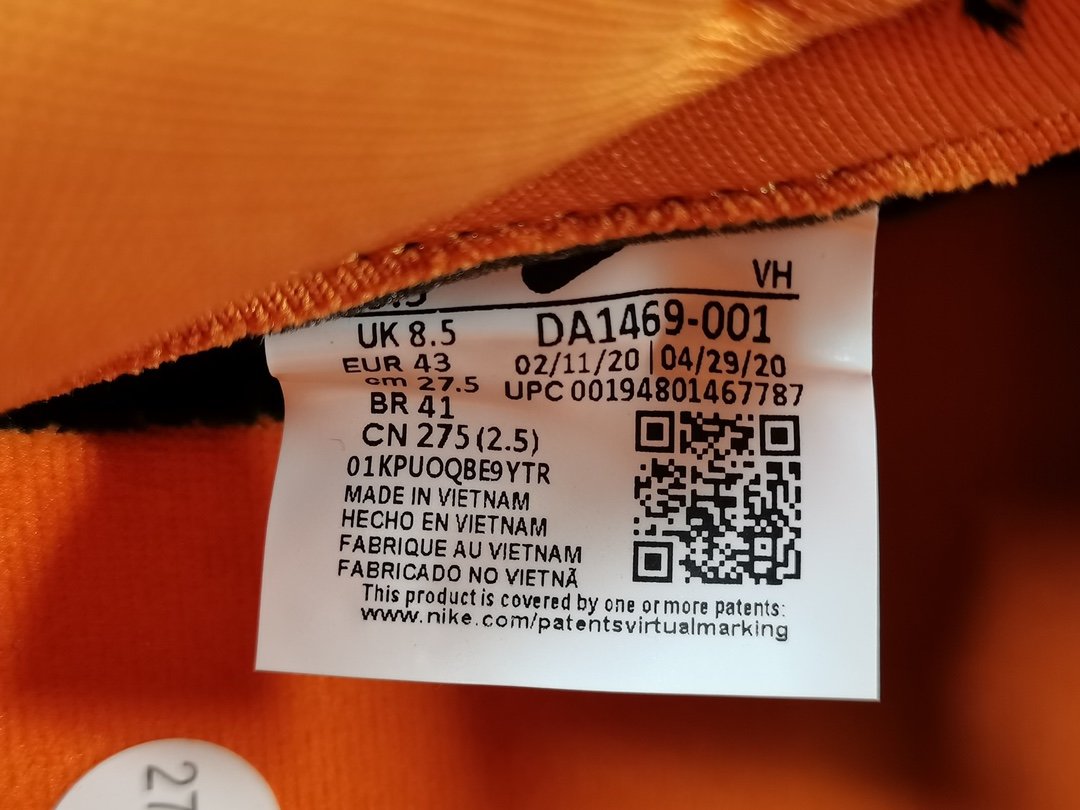 VH
UK 8.5
DA1469-001
EUR 43
02/11/20 | 04/29/20
cm 27.5
UPC 00194801467787
BR 41
CN 275 (2.5)
01KPUOQBE9YTR
MADE IN VIETNAM
HECHO EN VIETNAM
FABRIQUE AU VIETNAM
FABRICADO NO VIETNÃ
This product is covered by one or more patents:
www.nike.com/patentsvirtualmarking
27